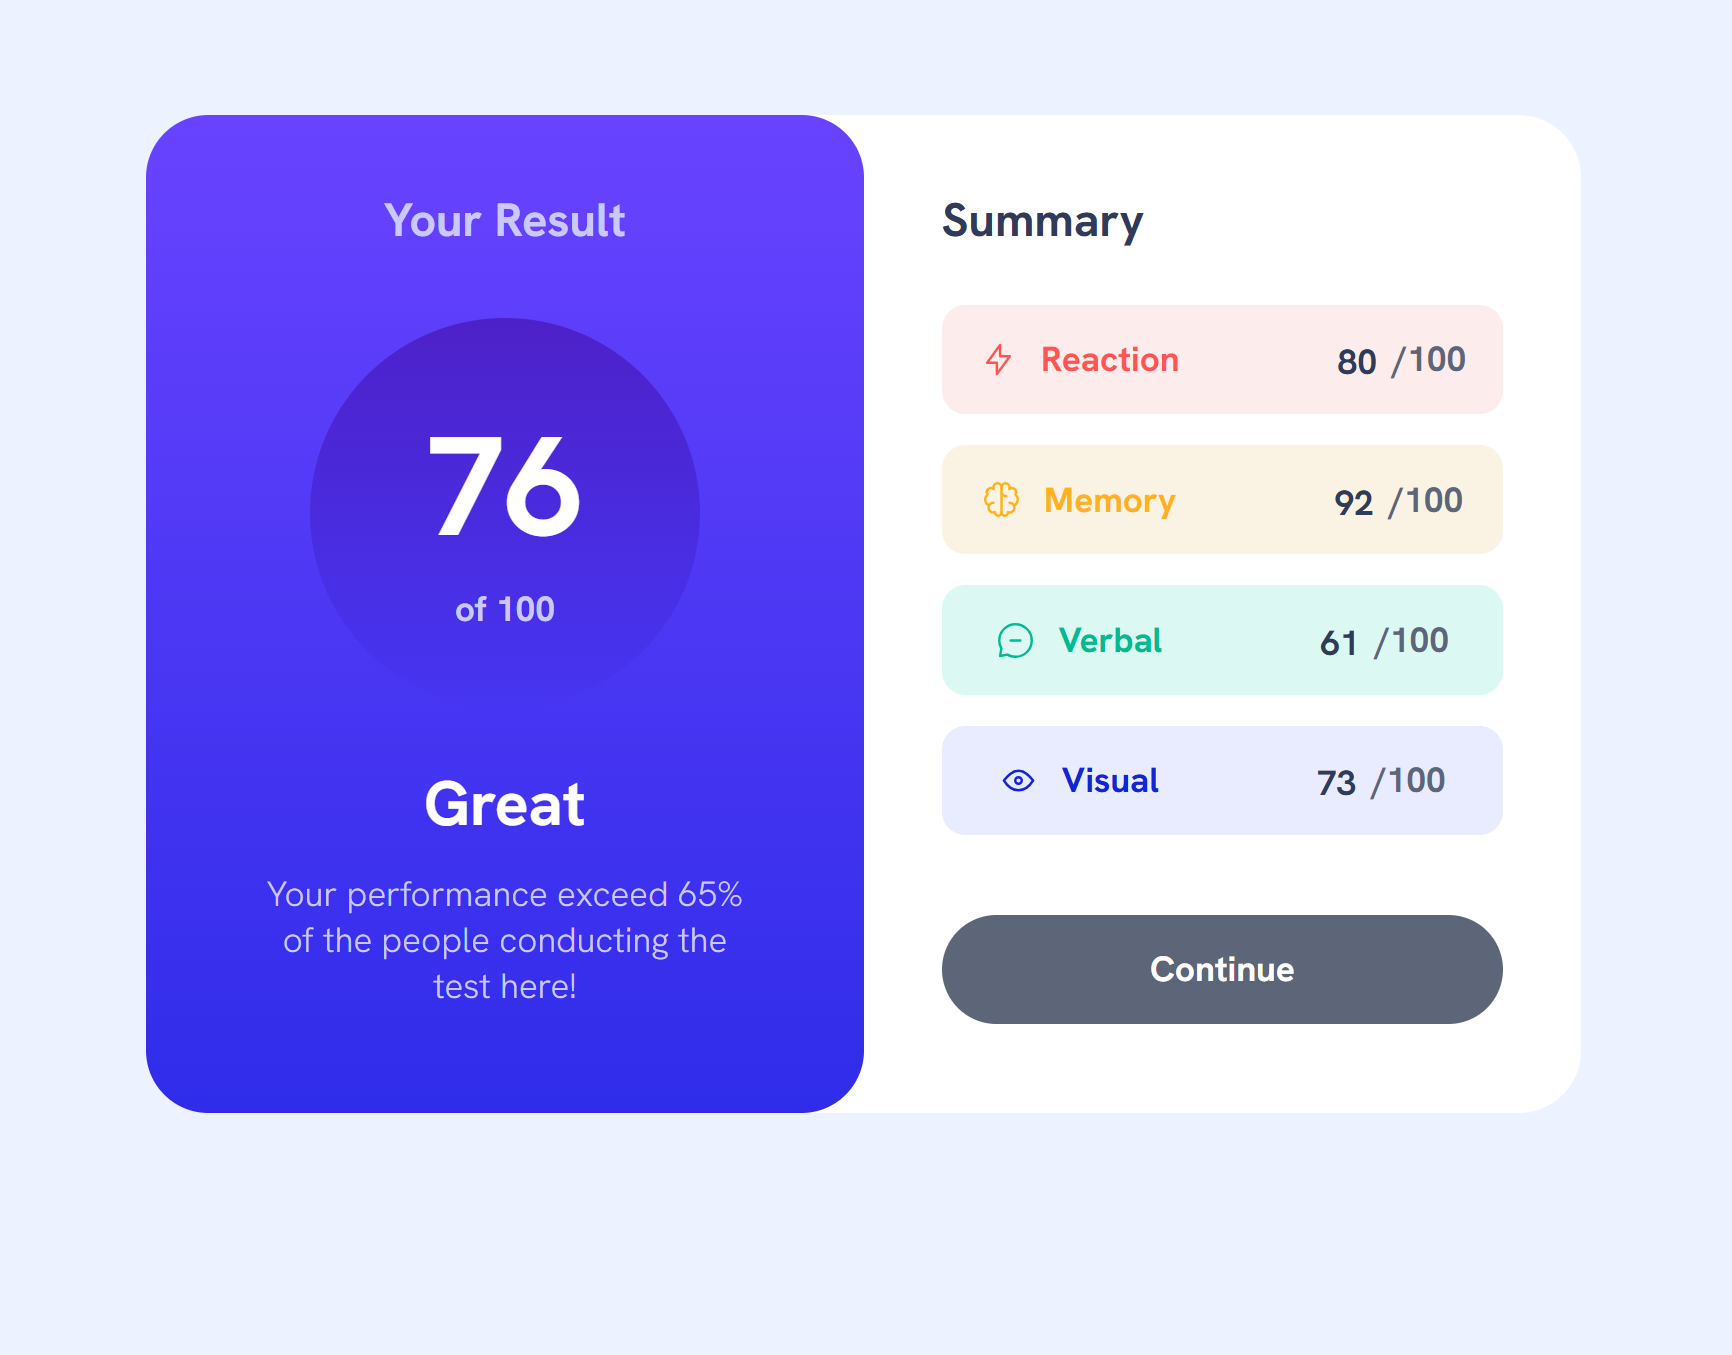 Your Result
76
of 100
Great
Your performance exceed 65%
of the people conducting the
test here!
Summary
Reaction 80 /100
Memory 92 /100
Verbal 61 /100
Visual 73 /100
Continue